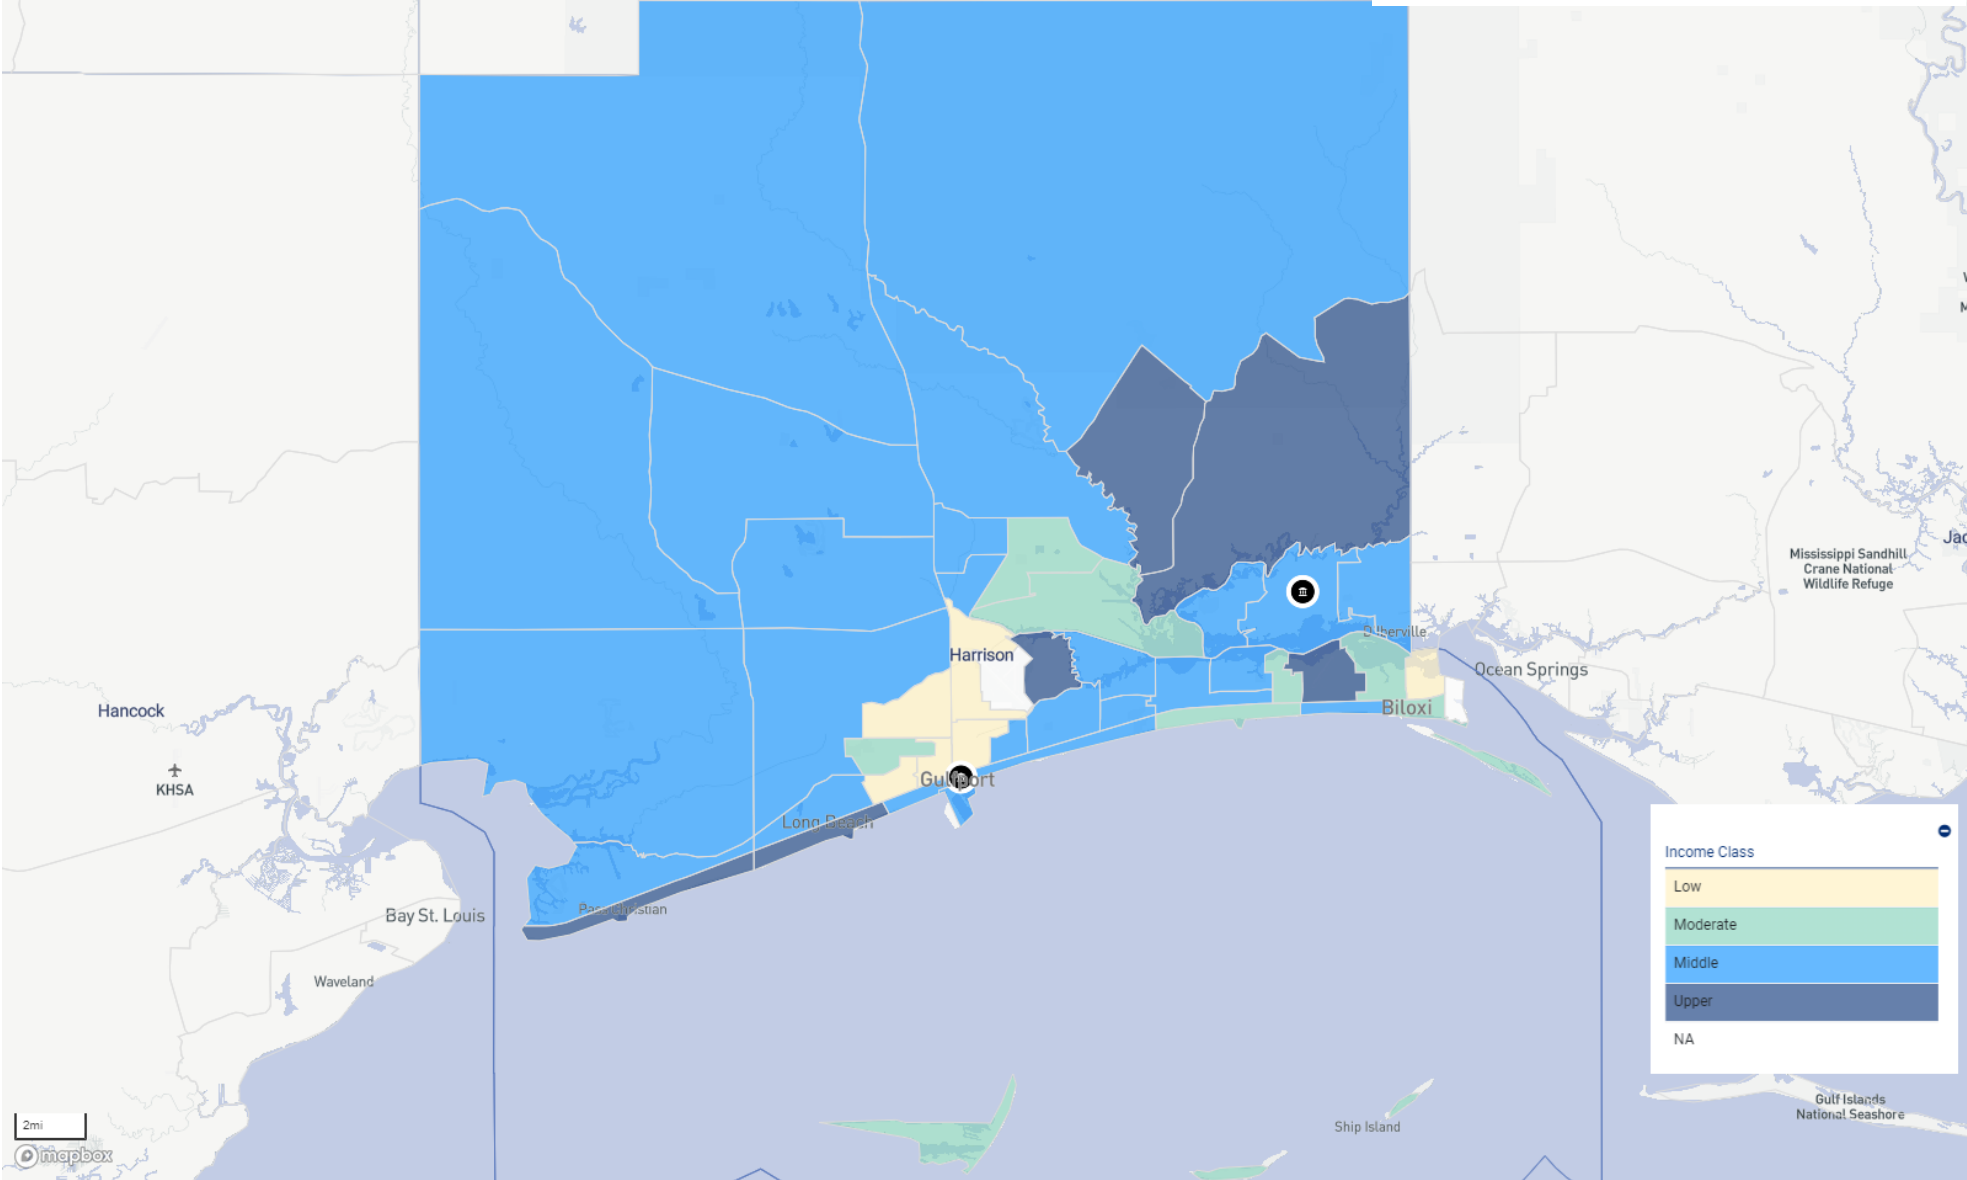 Mississippi Sandhill
Crane National
Wildlife Refuge
Harrison
D'Iberville
Ocean Springs
Hancock
Biloxi
KHSA
Gulfport
Long Beach
Bay St. Louis
Pass Christian
Waveland
Income Class
Low
Moderate
Middle
Upper
NA
Gulf Islands
National Seashore
Ship Island
2mi
mapbox